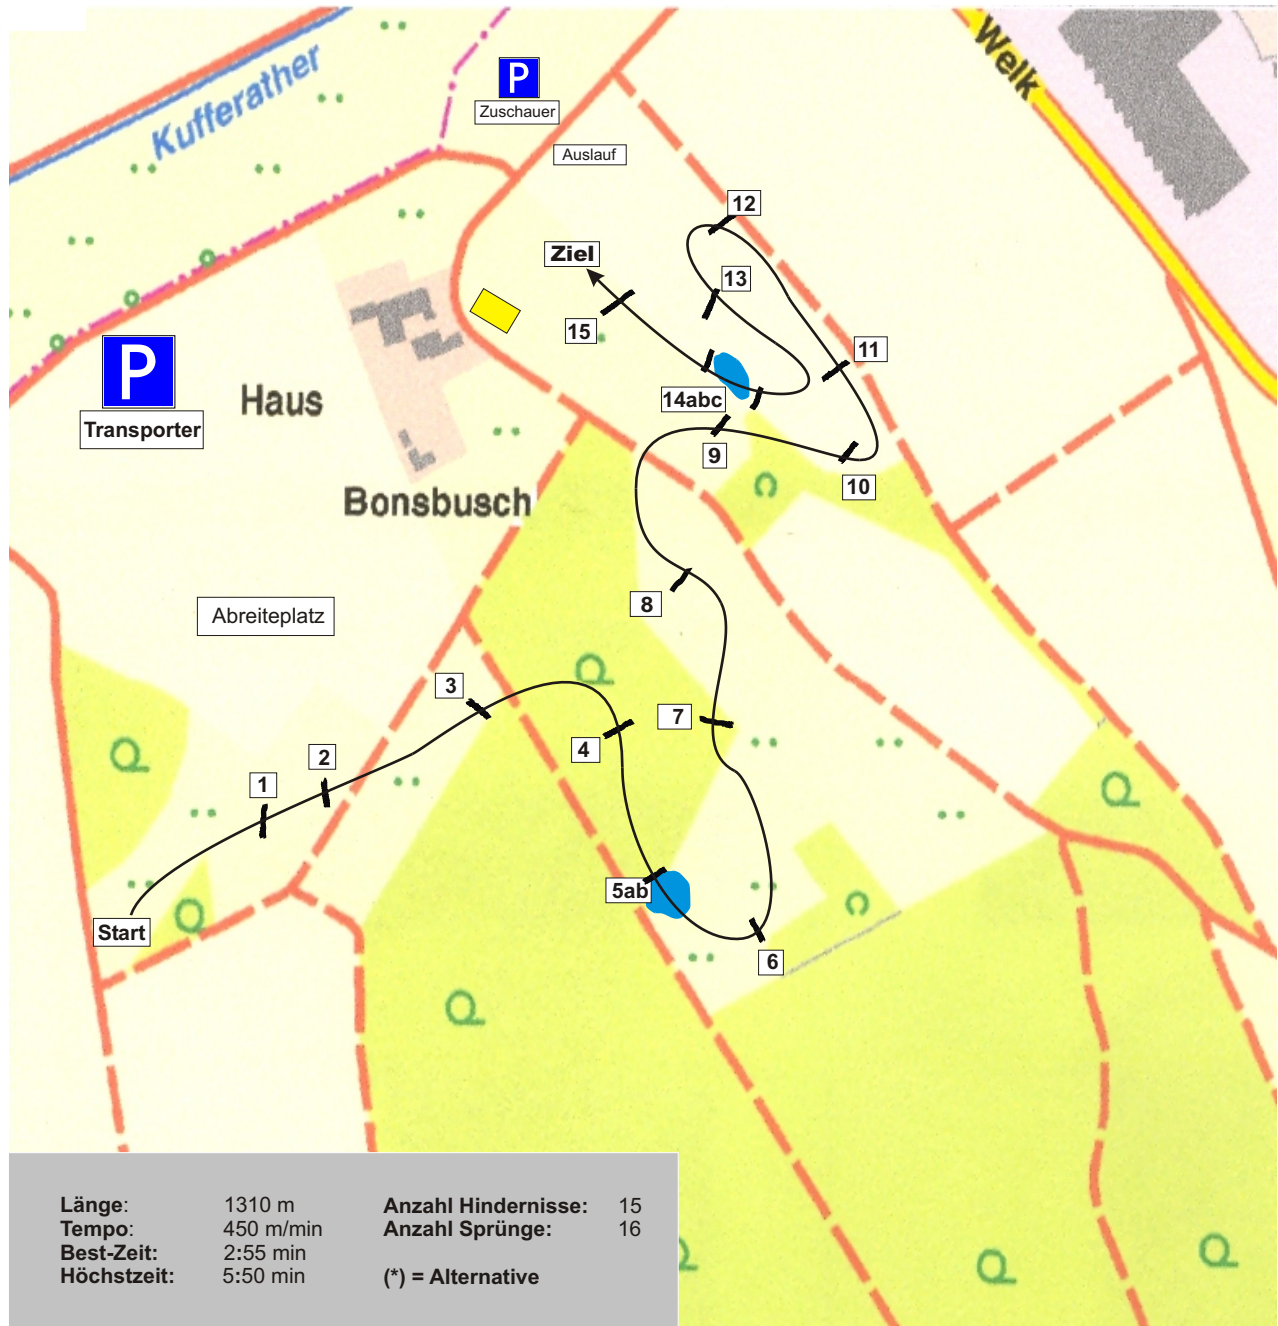 Kufferather
P
Zuschauer
Auslauf
Welk
12
Ziel
13
15
11
P
Transporter
Haus
14abc
9
10
Bonsbusch
8
Abreiteplatz
3
7
4
2
1
5ab
Start
6
Länge: 1310 m Anzahl Hindernisse: 15
Tempo: 450 m/min Anzahl Sprünge: 16
Best-Zeit: 2:55 min
Höchstzeit: 5:50 min (*) = Alternative